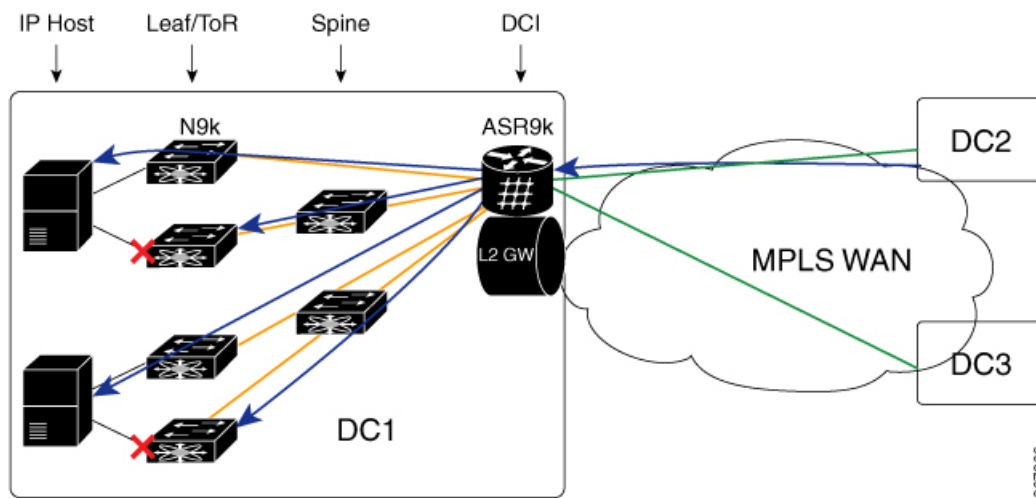 IP Host Leaf/ToR Spine DCI
N9k ASR9k
DC2
L2 GW
MPLS WAN
DC3
DC1